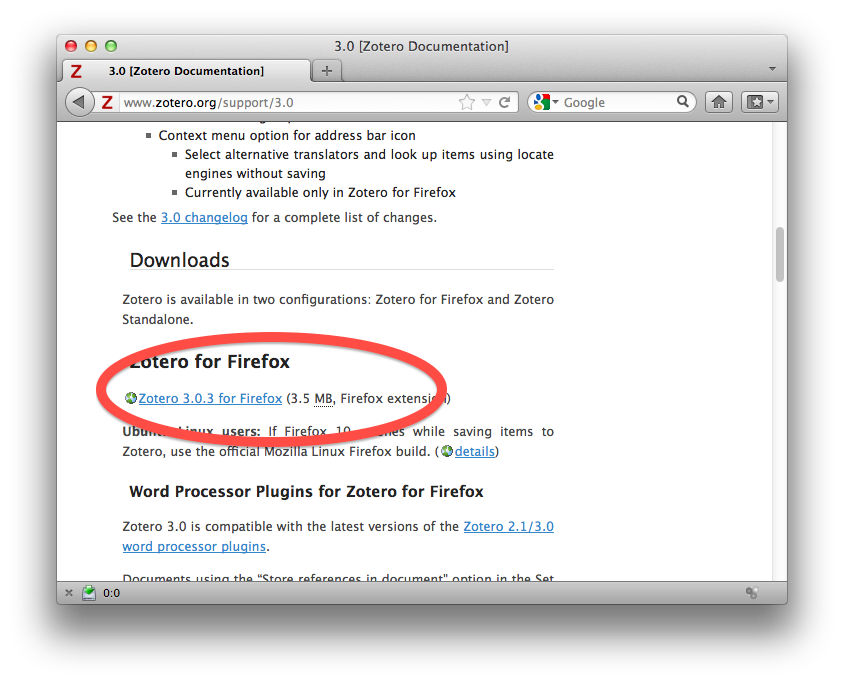 3.0 [Zotero Documentation]
Z 3.0 [Zotero Documentation] +
Z www.zotero.org/support/3.0 Google
Context menu option for address bar icon
Select alternative translators and look up items using locate
engines without saving
Currently available only in Zotero for Firefox
See the 3.0 changelog for a complete list of changes.
Downloads
Zotero is available in two configurations: Zotero for Firefox and Zotero
Standalone.
Zotero for Firefox
Zotero 3.0.3 for Firefox (3.5 MB, Firefox extension)
Ubuntu Linux users: If Firefox 10 while saving items to
Zotero, use the official Mozilla Linux Firefox build. (details)
Word Processor Plugins for Zotero for Firefox
Zotero 3.0 is compatible with the latest versions of the Zotero 2.1/3.0
word processor plugins.
Documents using the "Store references in document" option in the Set
0:0